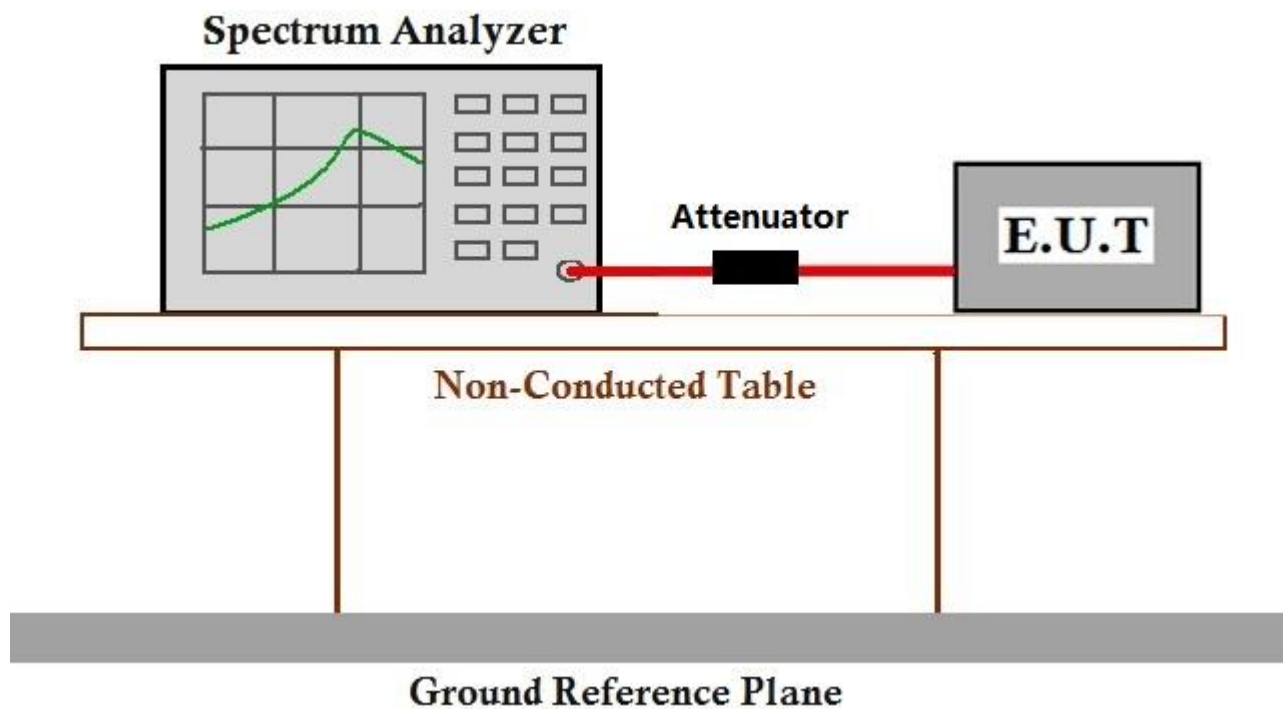 Spectrum Analyzer
Attenuator
E.U.T
Non-Conducted Table
Ground Reference Plane